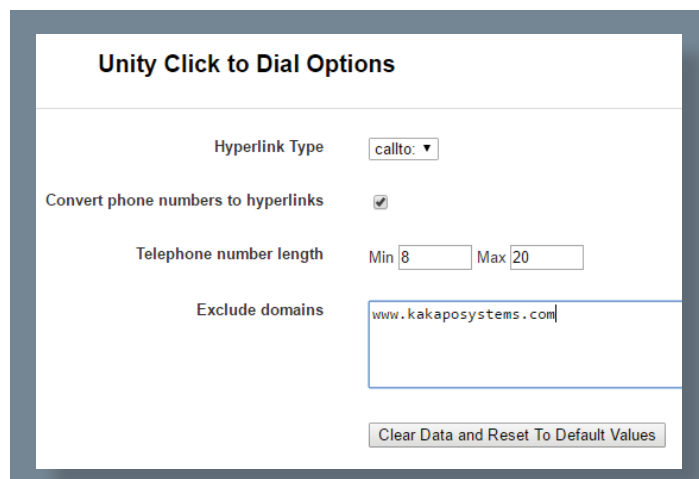 Unity Click to Dial Options
Hyperlink Type callto:
Convert phone numbers to hyperlinks
Telephone number length Min 8 Max 20
Exclude domains www.kakaposystems.com
Clear Data and Reset To Default Values